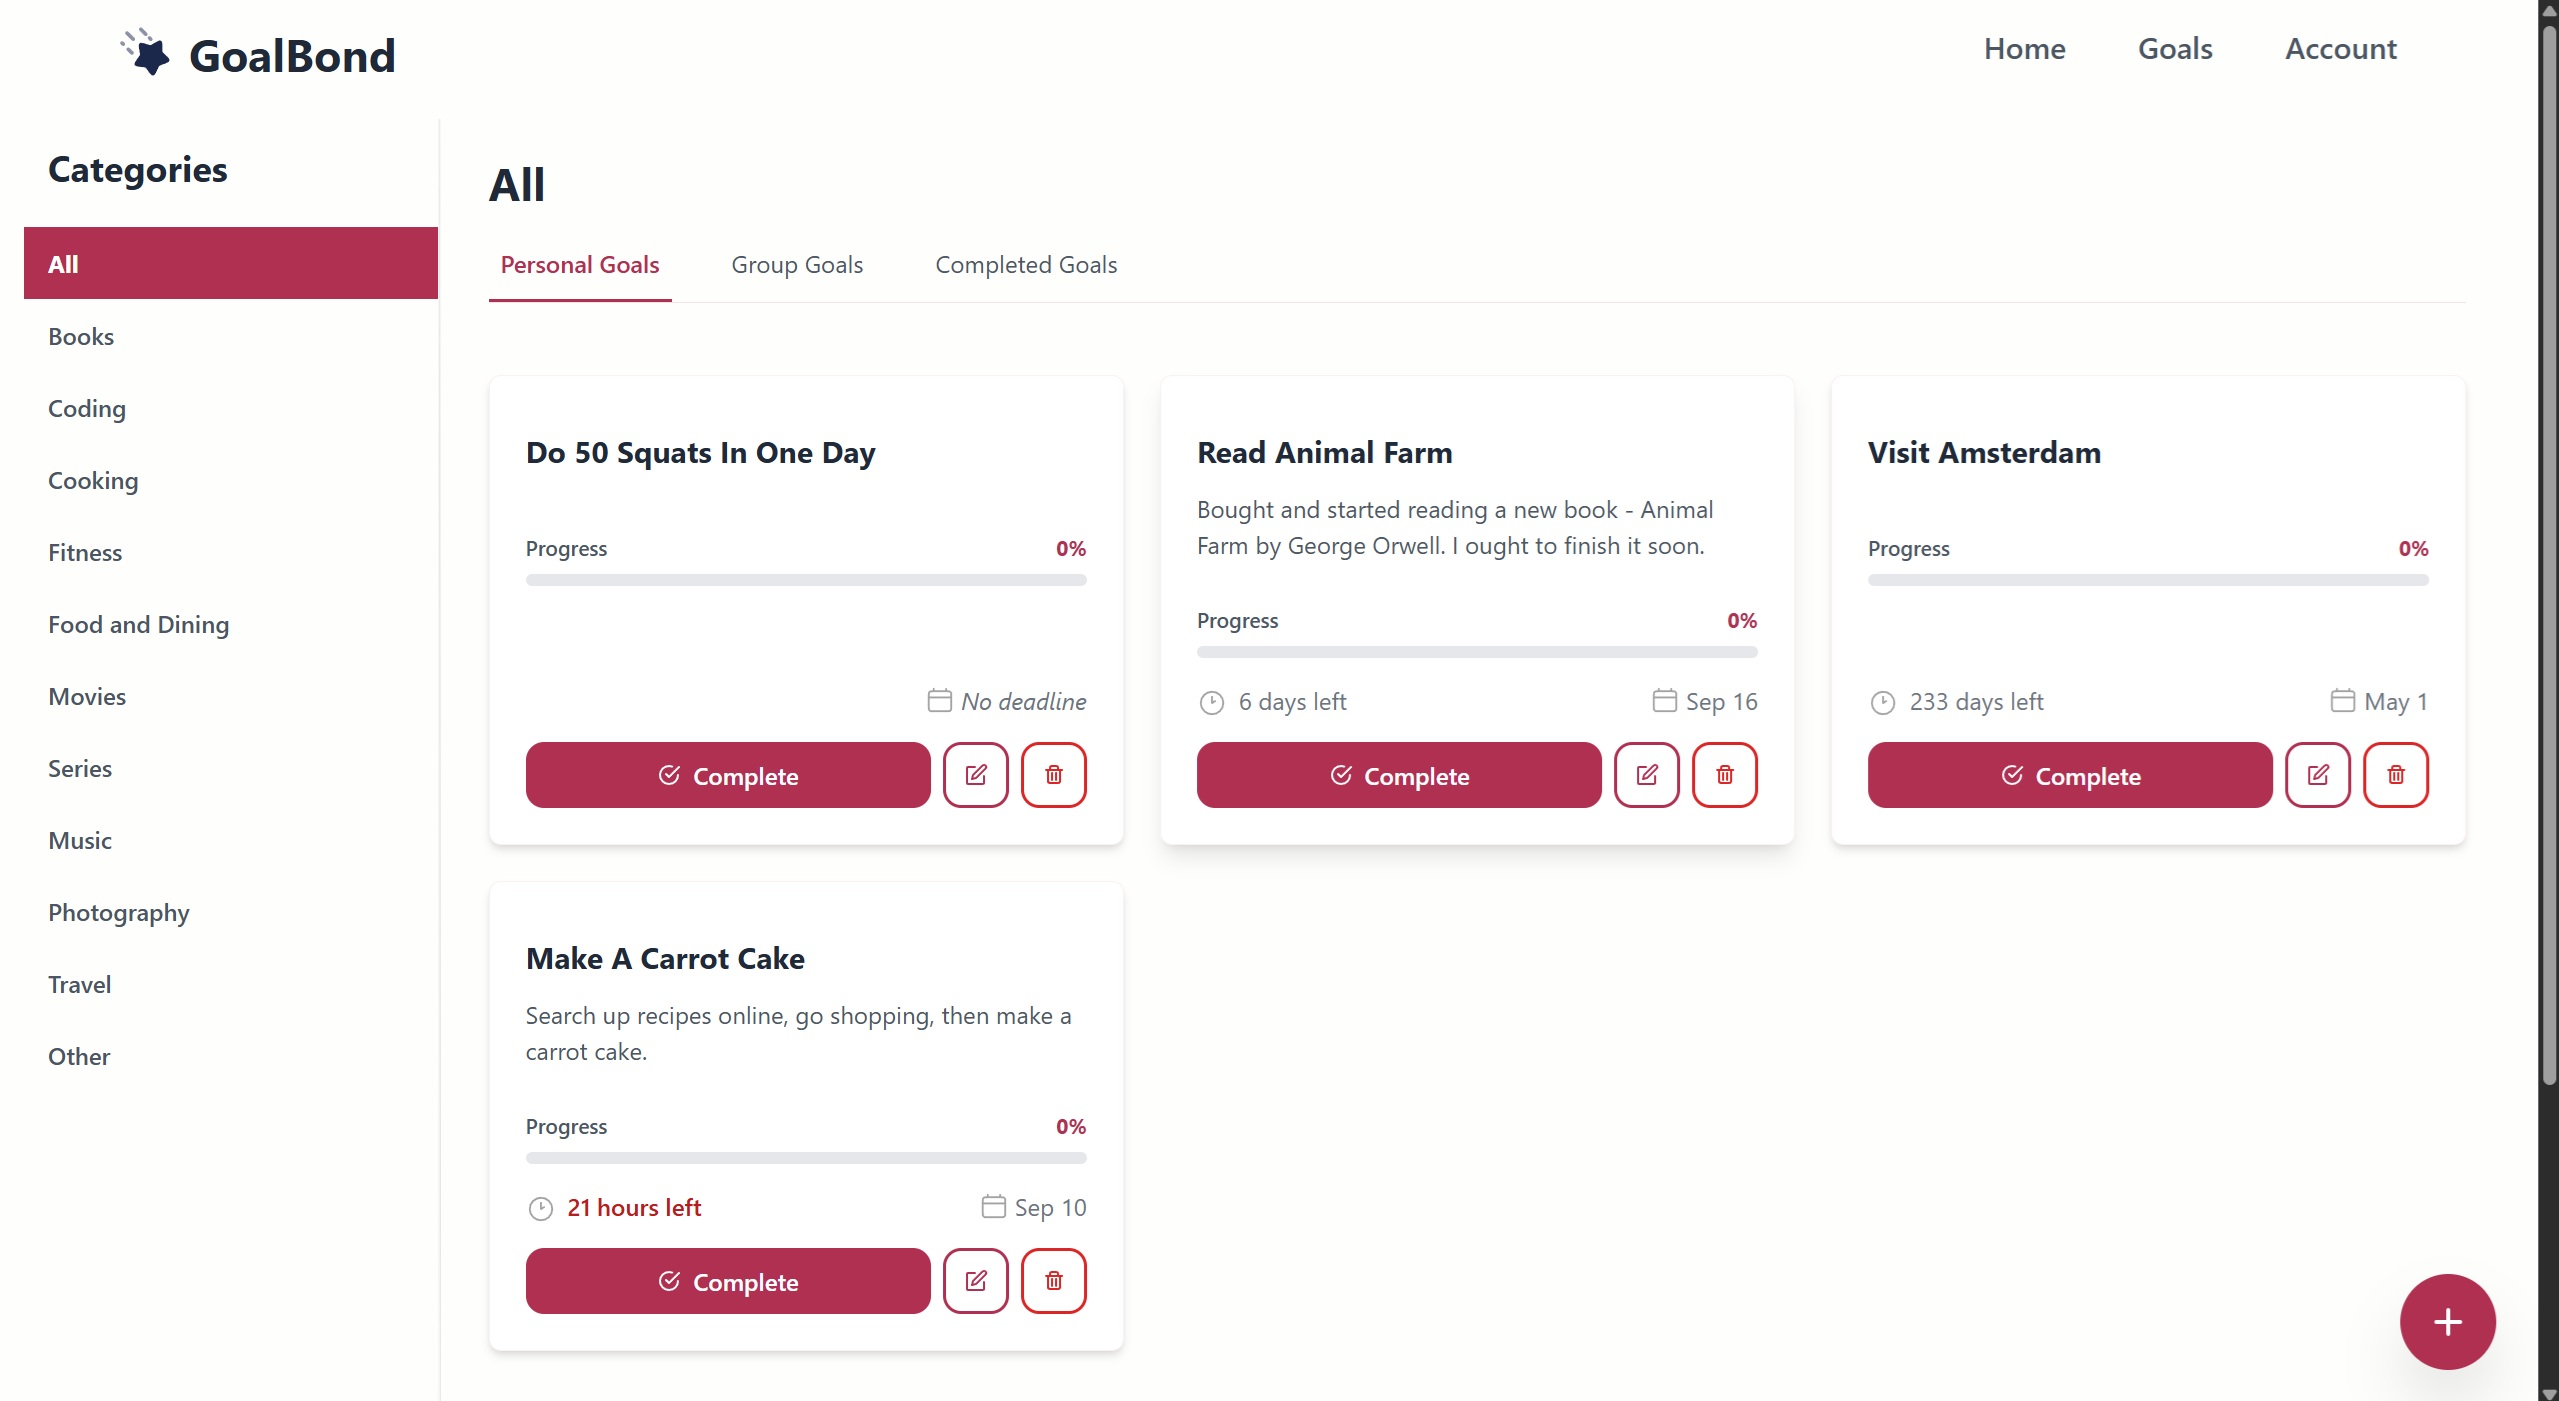 GoalBond
Home
Goals
Account
Categories
All
Books
Coding
Cooking
Fitness
Food and Dining
Movies
Series
Music
Photography
Travel
Other
All
Personal Goals
Group Goals
Completed Goals
Do 50 Squats In One Day
Progress
0%
No deadline
Complete
Read Animal Farm
Bought and started reading a new book - Animal
Farm by George Orwell. I ought to finish it soon.
Progress
0%
6 days left
Sep 16
Complete
Visit Amsterdam
Progress
0%
233 days left
May 1
Complete
Make A Carrot Cake
Search up recipes online, go shopping, then make a
carrot cake.
Progress
0%
21 hours left
Sep 10
Complete